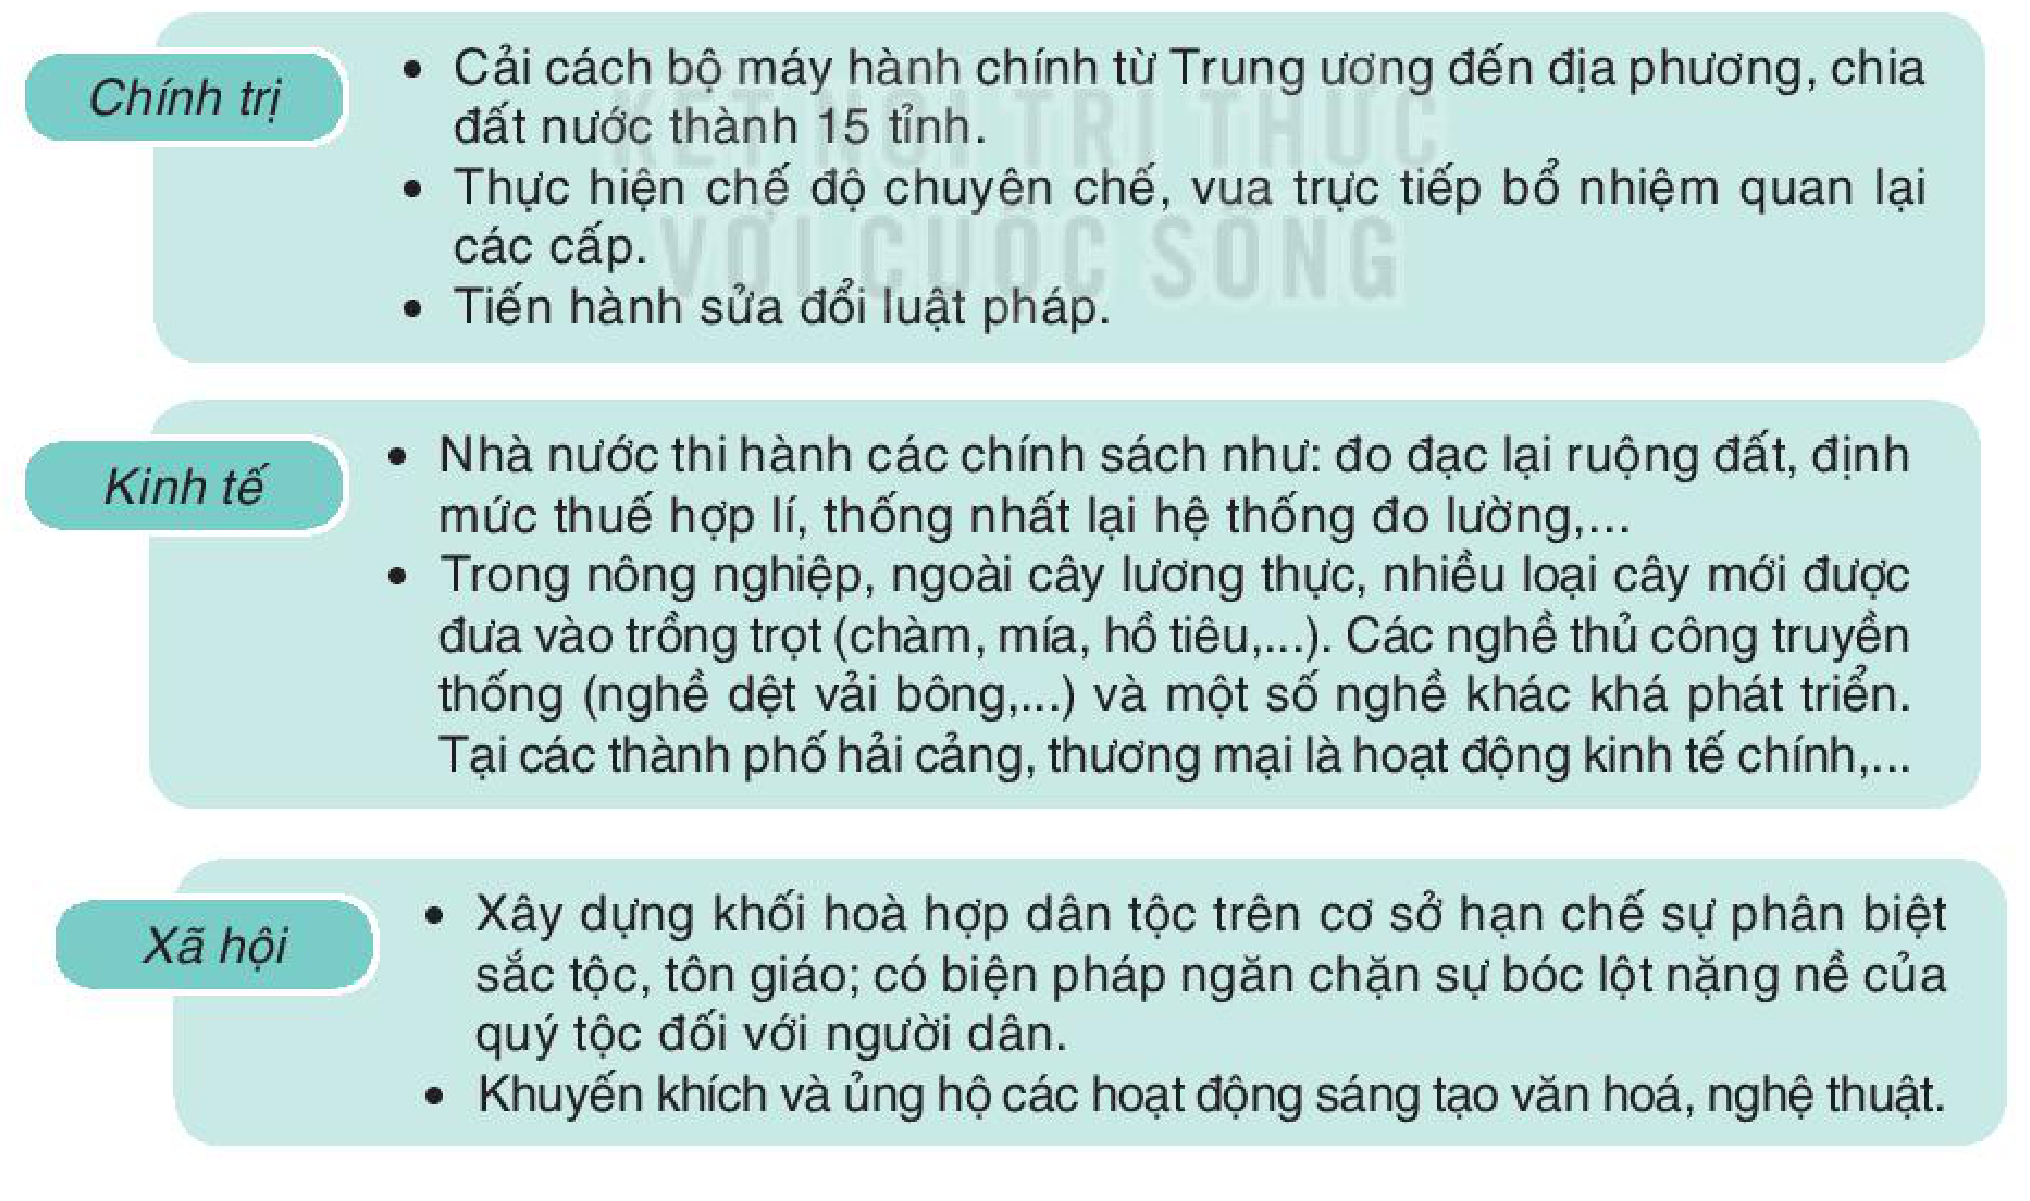 Chính trị
• Cải cách bộ máy hành chính từ Trung ương đến địa phương, chia
đất nước thành 15 tỉnh.
• Thực hiện chế độ chuyên chế, vua trực tiếp bổ nhiệm quan lại
các cấp.
• Tiến hành sửa đổi luật pháp.
KẾT NỐI TRI THỨC
VỚI CUỘC SỐNG
Kinh tế
• Nhà nước thi hành các chính sách như: đo đạc lại ruộng đất, định
mức thuế hợp lí, thống nhất lại hệ thống đo lường,...
• Trong nông nghiệp, ngoài cây lương thực, nhiều loại cây mới được
đưa vào trồng trọt (chàm, mía, hồ tiêu,...). Các nghề thủ công truyền
thống (nghề dệt vải bông,...) và một số nghề khác khá phát triển.
Tại các thành phố hải cảng, thương mại là hoạt động kinh tế chính,...
Xã hội
• Xây dựng khối hoà hợp dân tộc trên cơ sở hạn chế sự phân biệt
sắc tộc, tôn giáo; có biện pháp ngăn chặn sự bóc lột nặng nề của
quý tộc đối với người dân.
• Khuyến khích và ủng hộ các hoạt động sáng tạo văn hoá, nghệ thuật.